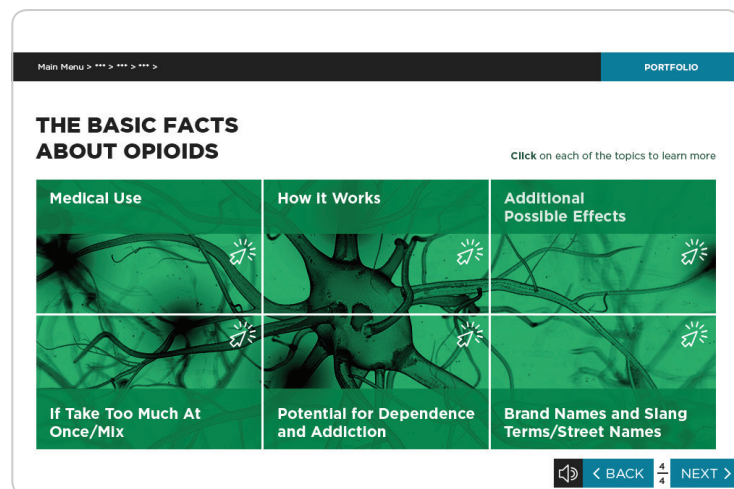 Main Menu > *** > *** > *** >
PORTFOLIO
THE BASIC FACTS
ABOUT OPIOIDS
Click on each of the topics to learn more
Medical Use
How It Works
Additional
Possible Effects
If Take Too Much At
Once/Mix
Potential for Dependence
and Addiction
Brand Names and Slang
Terms/Street Names
< BACK
4
4
NEXT >